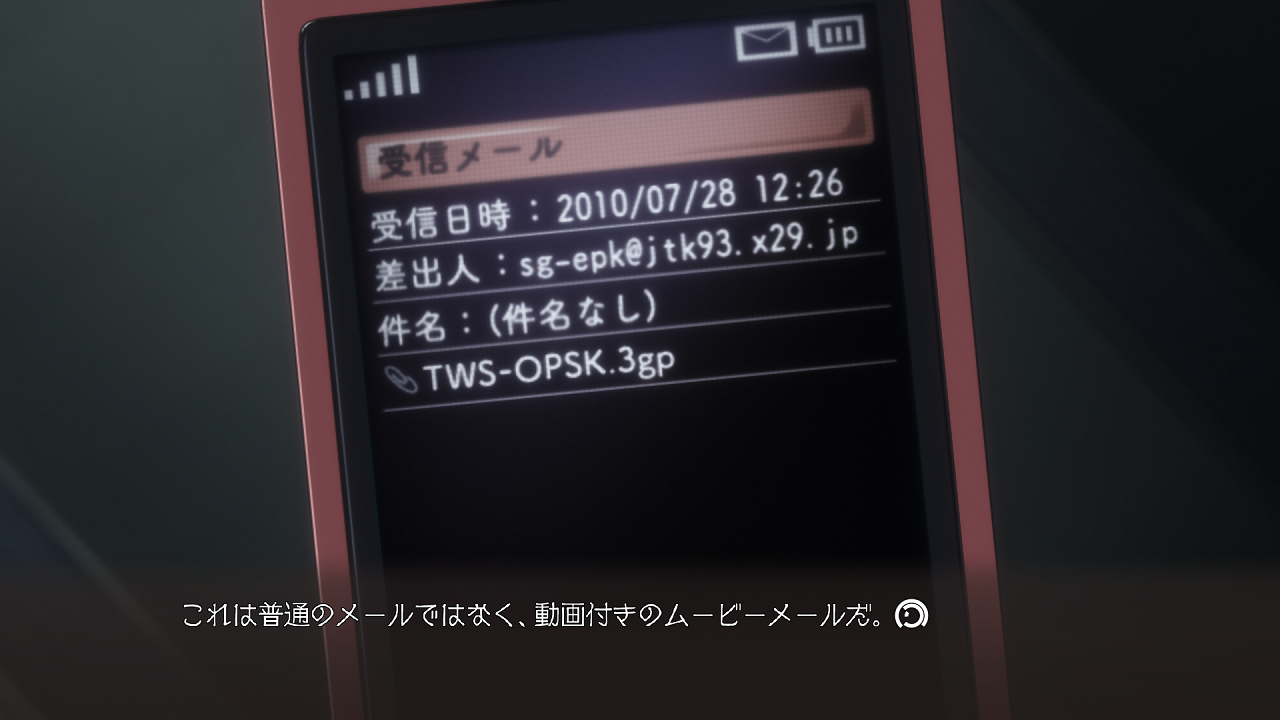 受信メール
受信日時：2010/07/28 12:26
差出人：sg-epk@jtk93.x29.jp
件名：(件名なし)
TWS-OPSK.3gp
これは普通のメールではなく、動画付きのムービーメールだ。